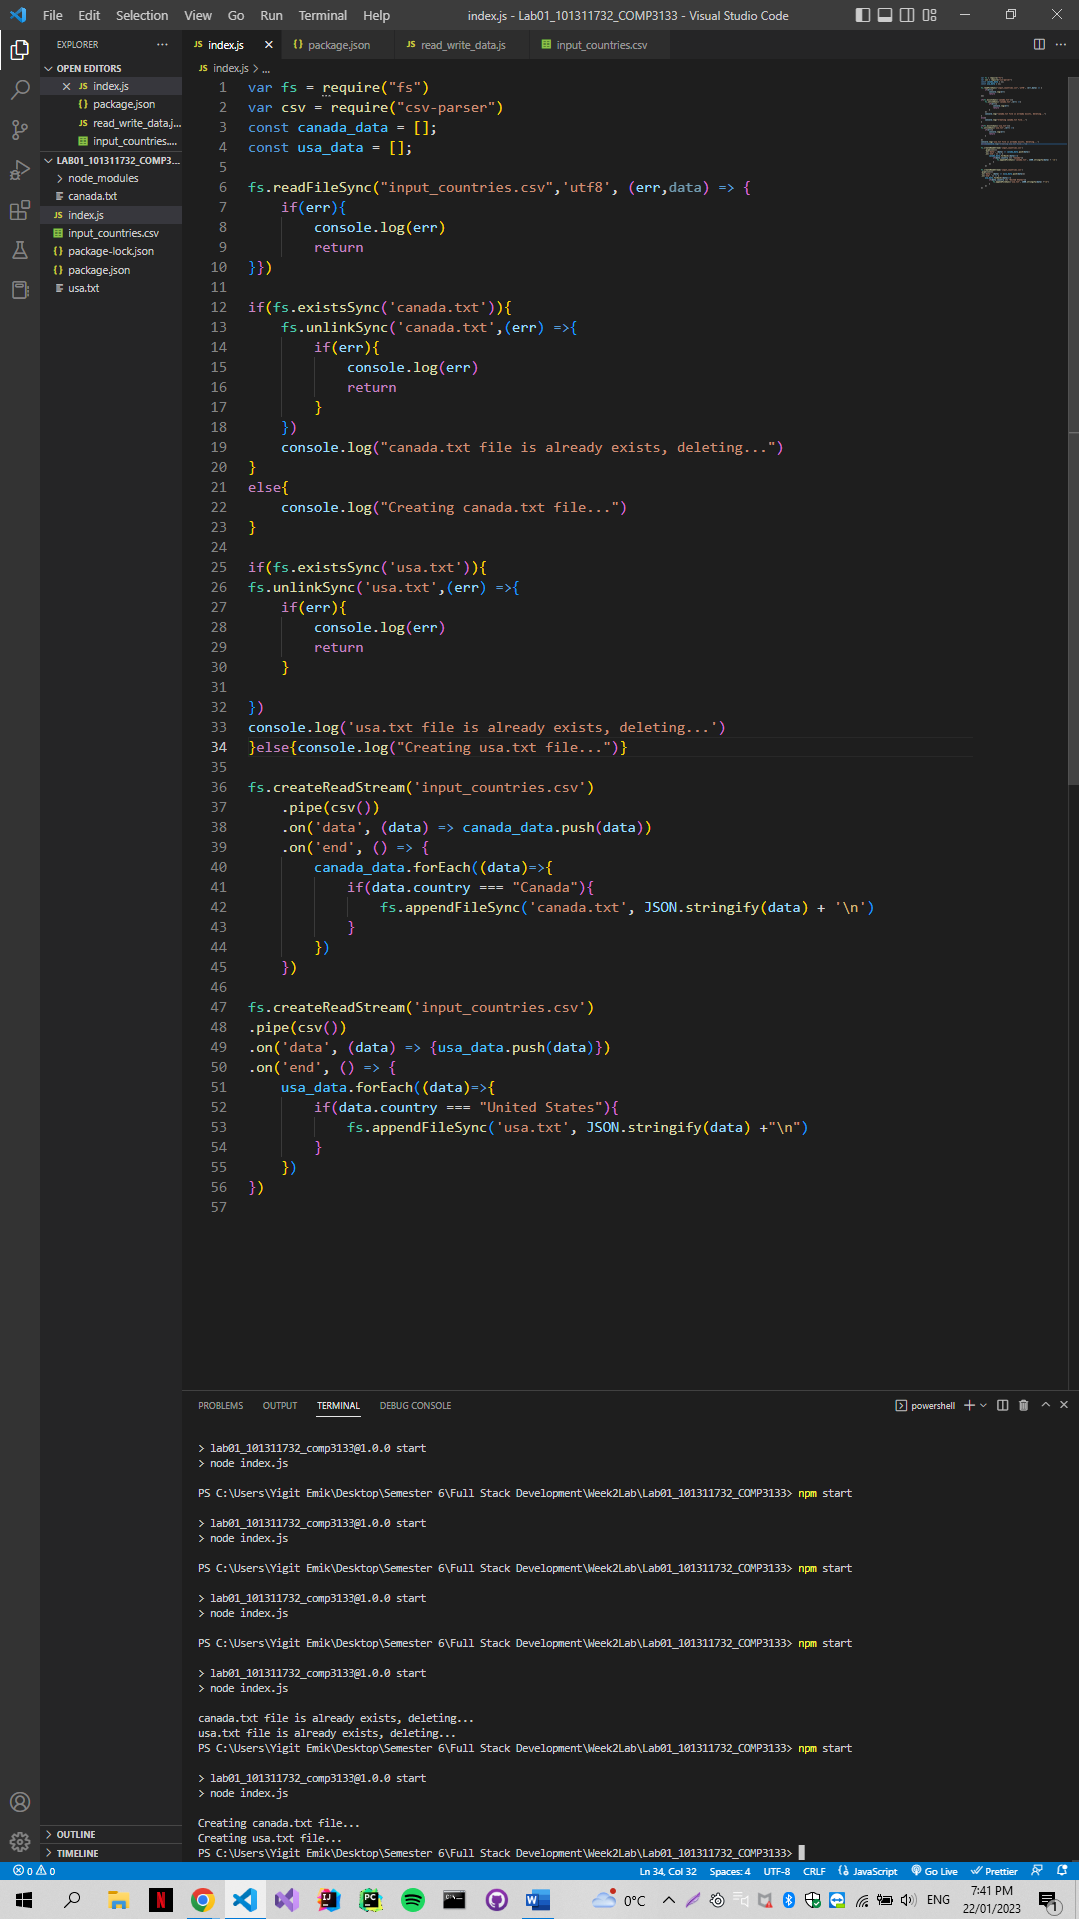 File Edit Selection View Go Run Terminal Help index.js - Lab01_101311732_COMP3133 - Visual Studio Code
EXPLORER ...
OPEN EDITORS
JS index.js
{} package.json
JS read_write_data.j...
input_countries....
LAB01_101311732_COMP3...
node_modules
canada.txt
JS index.js
input_countries.csv
{} package-lock.json
{} package.json
usa.txt
OUTLINE
TIMELINE
JS index.js {} package.json JS read_write_data.js input_countries.csv
JS index.js > ...
1 var fs = require("fs")
2 var csv = require("csv-parser")
3 const canada_data = [];
4 const usa_data = [];
5
6 fs.readFileSync("input_countries.csv",'utf8', (err,data) => {
7 if(err){
8 console.log(err)
9 return
10 }})
11
12 if(fs.existsSync('canada.txt')){
13 fs.unlinkSync('canada.txt',(err) =>{
14 if(err){
15 console.log(err)
16 return
17 }
18 })
19 console.log("canada.txt file is already exists, deleting...")
20 }
21 else{
22 console.log("Creating canada.txt file...")
23 }
24
25 if(fs.existsSync('usa.txt')){
26 fs.unlinkSync('usa.txt',(err) =>{
27 if(err){
28 console.log(err)
29 return
30 }
31
32 })
33 console.log('usa.txt file is already exists, deleting...')
34 }else{console.log("Creating usa.txt file...")}
35
36 fs.createReadStream('input_countries.csv')
37 .pipe(csv())
38 .on('data', (data) => canada_data.push(data))
39 .on('end', () => {
40 canada_data.forEach((data)=>{
41 if(data.country === "Canada"){
42 fs.appendFileSync('canada.txt', JSON.stringify(data) + '\n')
43 }
44 })
45 })
46
47 fs.createReadStream('input_countries.csv')
48 .pipe(csv())
49 .on('data', (data) => {usa_data.push(data)})
50 .on('end', () => {
51 usa_data.forEach((data)=>{
52 if(data.country === "United States"){
53 fs.appendFileSync('usa.txt', JSON.stringify(data) +"\n")
54 }
55 })
56 })
57
PROBLEMS OUTPUT TERMINAL DEBUG CONSOLE powershell
> lab01_101311732_comp3133@1.0.0 start
> node index.js
PS C:\Users\Yigit Emik\Desktop\Semester 6\Full Stack Development\Week2Lab\Lab01_101311732_COMP3133> npm start
> lab01_101311732_comp3133@1.0.0 start
> node index.js
PS C:\Users\Yigit Emik\Desktop\Semester 6\Full Stack Development\Week2Lab\Lab01_101311732_COMP3133> npm start
> lab01_101311732_comp3133@1.0.0 start
> node index.js
PS C:\Users\Yigit Emik\Desktop\Semester 6\Full Stack Development\Week2Lab\Lab01_101311732_COMP3133> npm start
> lab01_101311732_comp3133@1.0.0 start
> node index.js
canada.txt file is already exists, deleting...
usa.txt file is already exists, deleting...
PS C:\Users\Yigit Emik\Desktop\Semester 6\Full Stack Development\Week2Lab\Lab01_101311732_COMP3133> npm start
> lab01_101311732_comp3133@1.0.0 start
> node index.js
Creating canada.txt file...
Creating usa.txt file...
PS C:\Users\Yigit Emik\Desktop\Semester 6\Full Stack Development\Week2Lab\Lab01_101311732_COMP3133>
0 0 Ln 34, Col 32 Spaces: 4 UTF-8 CRLF {} JavaScript Go Live Prettier
0°C ENG 7:41 PM
22/01/2023 1